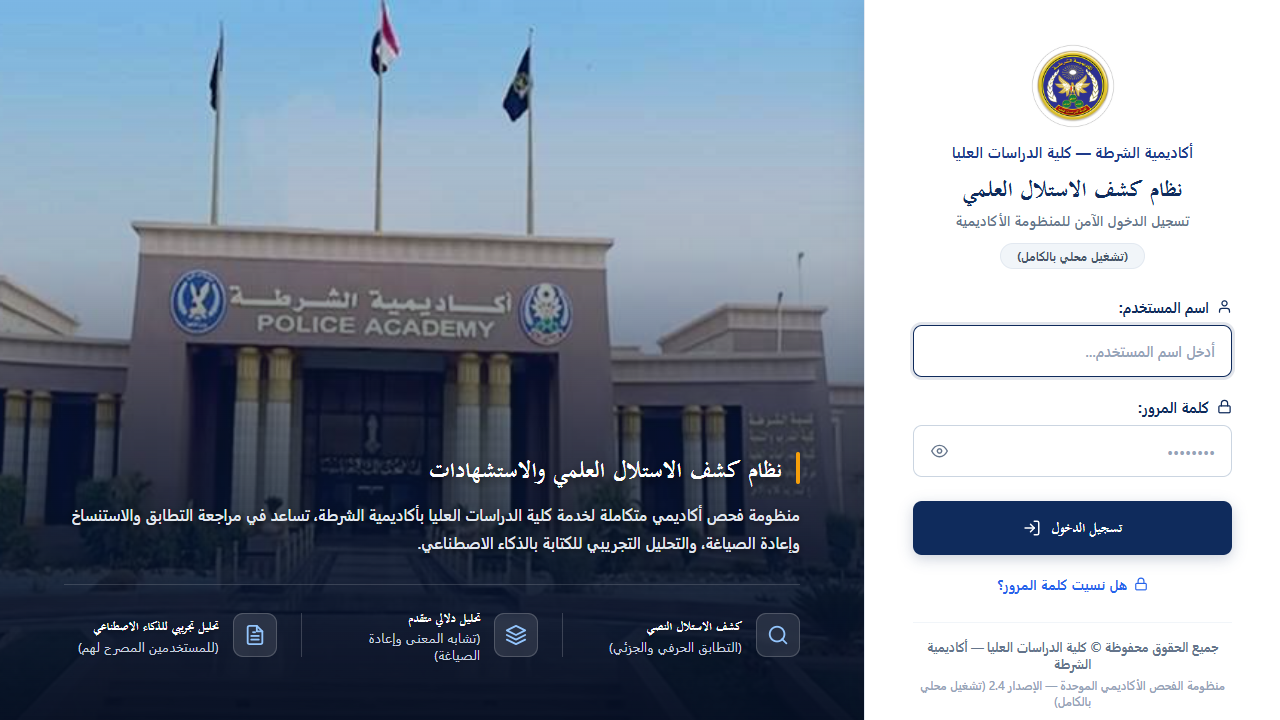 أكاديمية الشرطة — كلية الدراسات العليا
نظام كشف الاستلال العلمي
تسجيل الدخول الآمن للمنظومة الأكاديمية
(تشغيل محلي بالكامل)
اسم المستخدم:
أدخل اسم المستخدم...
كلمة المرور:
••••••••
تسجيل الدخول
هل نسيت كلمة المرور؟
جميع الحقوق محفوظة © كلية الدراسات العليا — أكاديمية
الشرطة
منظومة الفحص الأكاديمي الموحدة — الإصدار 2.4 (تشغيل محلي
بالكامل)
أكاديمية الشرطة
POLICE ACADEMY
نظام كشف الاستلال العلمي والاستشهادات
منظومة فحص أكاديمي متكاملة لخدمة كلية الدراسات العليا بأكاديمية الشرطة، تساعد في مراجعة التطابق والاستنساخ
وإعادة الصياغة، والتحليل التجريبي للكتابة بالذكاء الاصطناعي.
كشف الاستلال النصي
(التطابق الحرفي والجزئي)
تحليل دلالي متقدم
(تشابه المعنى وإعادة
الصياغة)
تحليل تجريبي للذكاء الاصطناعي
(للمستخدمين المصرح لهم)